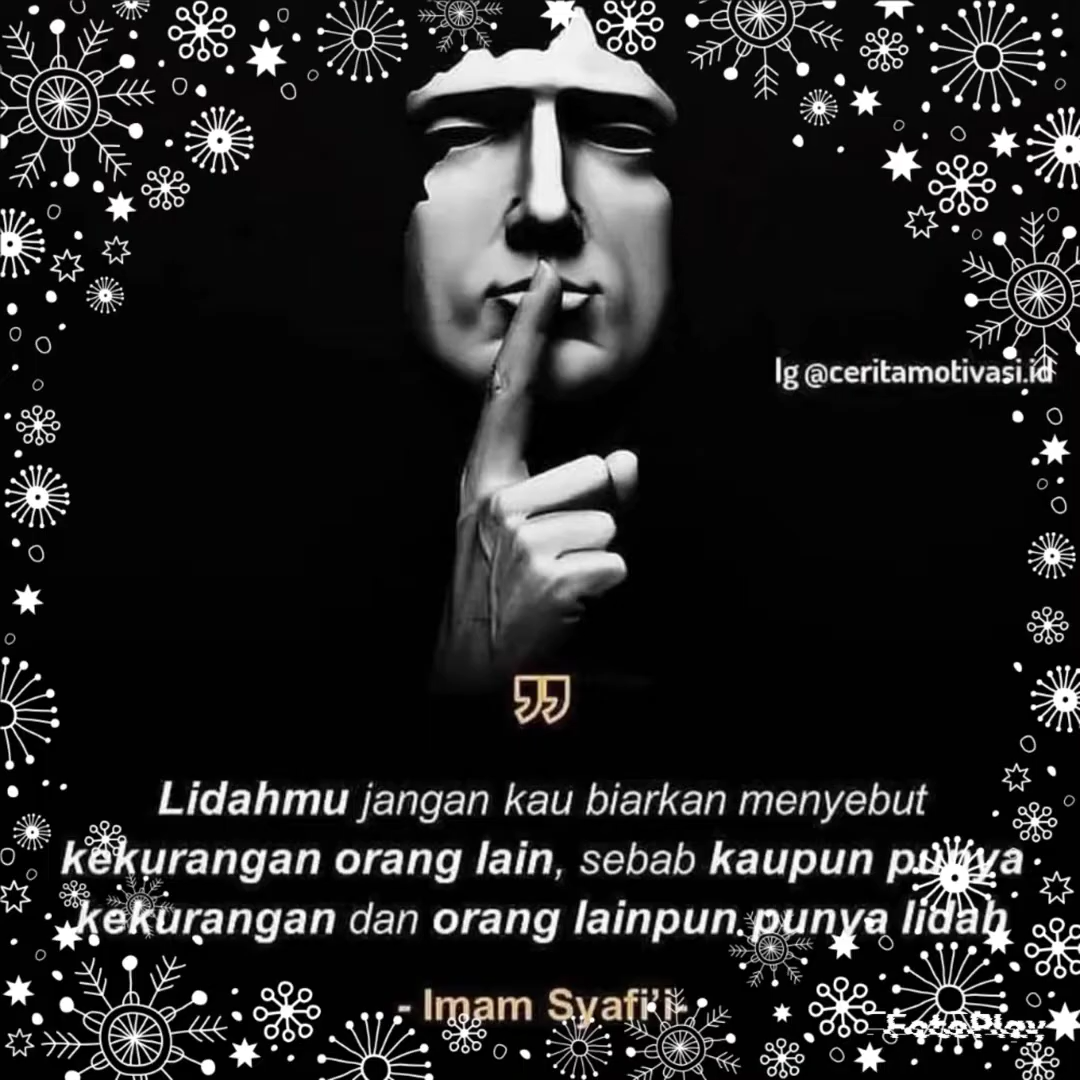 Ig @ceritamotivasi.id
Lidahmu jangan kau biarkan menyebut
kekurangan orang lain, sebab kaupun punya
kekurangan dan orang lainpun punya lidah
- Imam Syafi'i-
FotoPlay